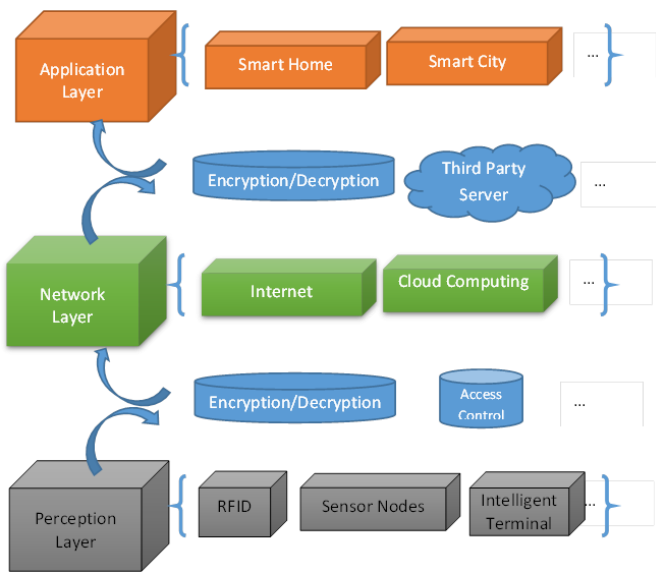 Application
Layer
Smart Home
Smart City
...
Encryption/Decryption
Third Party
Server
...
Network
Layer
Internet
Cloud Computing
...
Encryption/Decryption
Access
Control
...
Perception
Layer
RFID
Sensor Nodes
Intelligent
Terminal
...